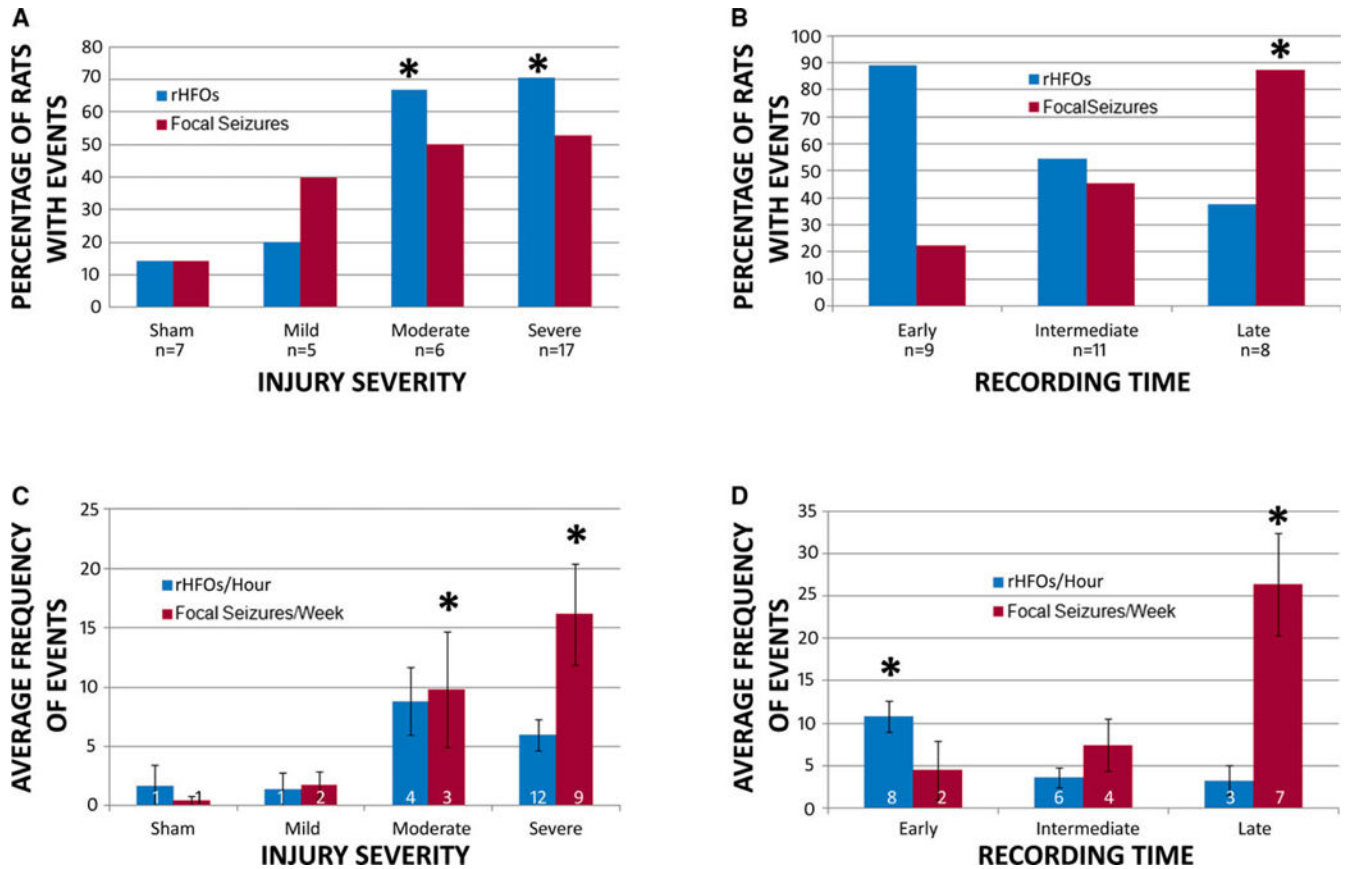 A
PERCENTAGE OF RATS
WITH EVENTS
80
70
60
50
40
30
20
10
0
* *
rHFOs
Focal Seizures
Sham Mild Moderate Severe
n=7 n=5 n=6 n=17
INJURY SEVERITY
B
PERCENTAGE OF RATS
WITH EVENTS
100
90
80
70
60
50
40
30
20
10
0
*
rHFOs
FocalSeizures
Early Intermediate Late
n=9 n=11 n=8
RECORDING TIME
C
AVERAGE FREQUENCY
OF EVENTS
25
20
15
10
5
0
* *
rHFOs/Hour
Focal Seizures/Week
1 1 1 2 4 3 12 9
Sham Mild Moderate Severe
INJURY SEVERITY
D
AVERAGE FREQUENCY
OF EVENTS
35
30
25
20
15
10
5
0
* *
rHFOs/Hour
Focal Seizures/Week
8 2 6 4 3 7
Early Intermediate Late
RECORDING TIME